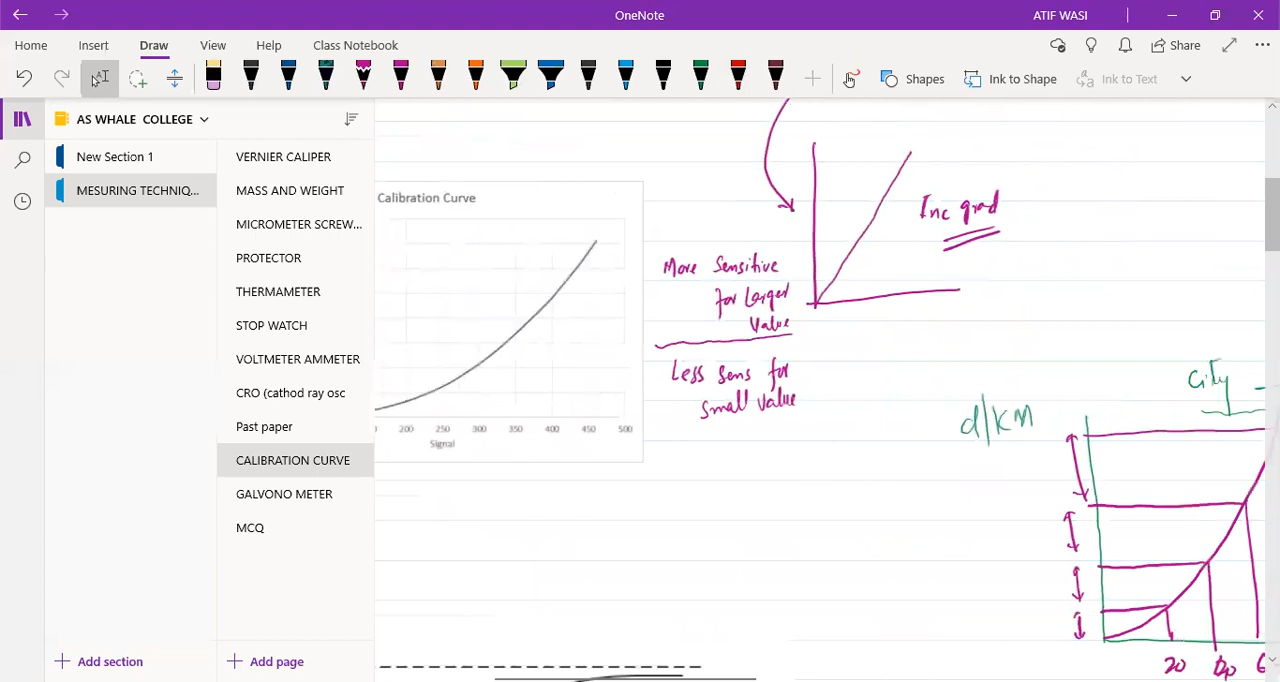 OneNote
ATIF WASI
Home Insert Draw View Help Class Notebook
Share
Shapes
Ink to Shape
Ink to Text
AS WHALE COLLEGE
New Section 1
MESURING TECHNIQ...
Add section
VERNIER CALIPER
MASS AND WEIGHT
MICROMETER SCREW...
PROTECTOR
THERMAMETER
STOP WATCH
VOLTMETER AMMETER
CRO (cathod ray osc
Past paper
CALIBRATION CURVE
GALVONO METER
MCQ
Add page
Calibration Curve
200 250 300 350 400 450 500
Signal
More Sensitive
for Larger
Value
Less sens for
small value
Inc grad
City
d/KM
20